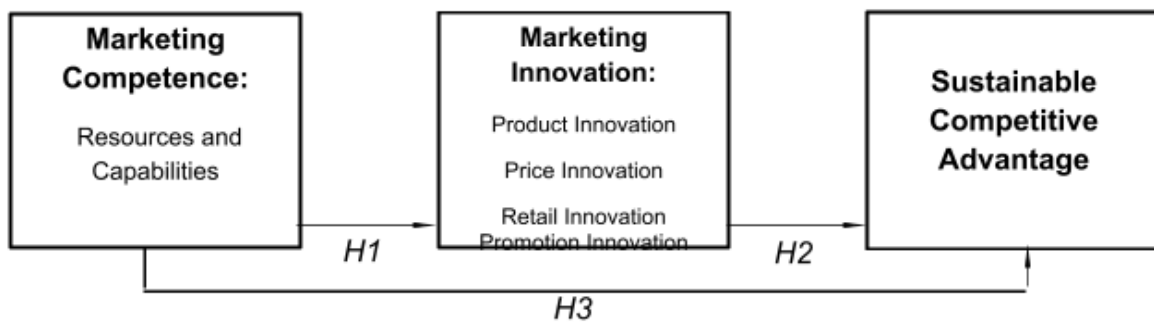 Marketing
Competence:
Resources and
Capabilities
H1
Marketing
Innovation:
Product Innovation
Price Innovation
Retail Innovation
Promotion Innovation
H2
Sustainable
Competitive
Advantage
H3